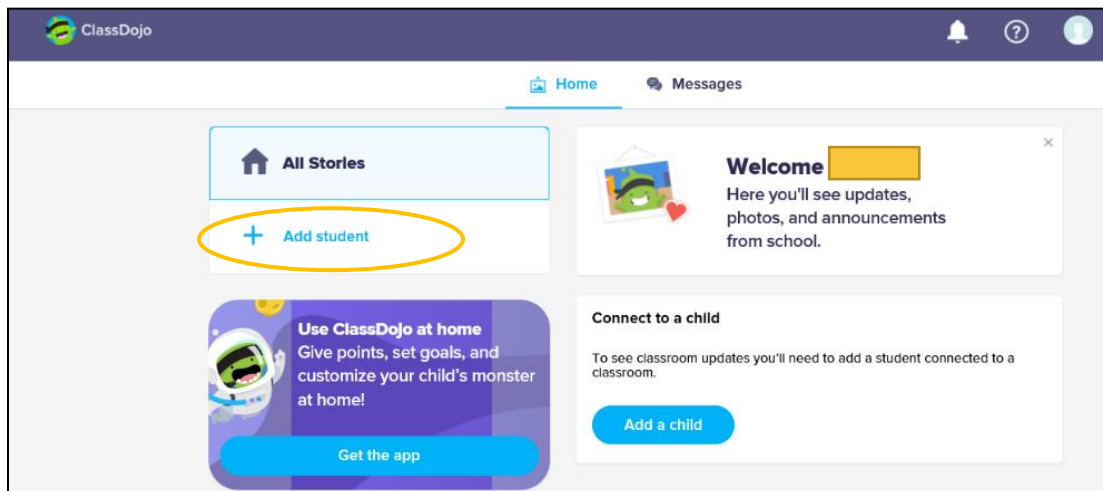 ClassDojo
?
Home
Messages
All Stories
Add student
Welcome
Here you'll see updates,
photos, and announcements
from school.
Use ClassDojo at home
Give points, set goals, and
customize your child's monster
at home!
Get the app
Connect to a child
To see classroom updates you'll need to add a student connected to a
classroom.
Add a child